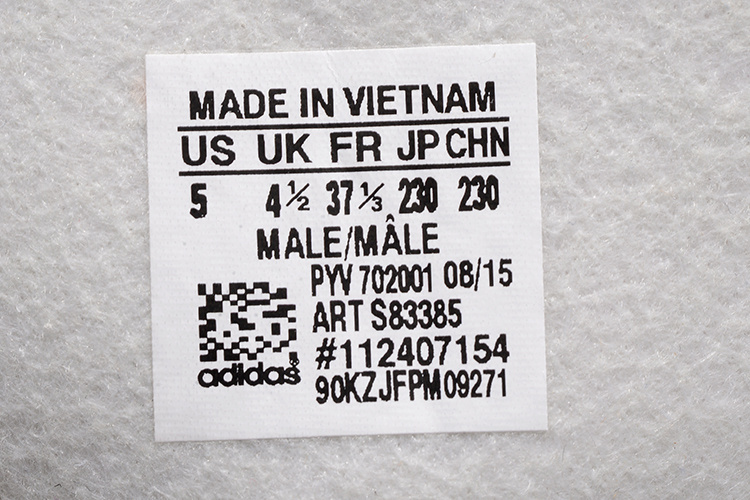 MADE IN VIETNAM
US UK FR JP CHN
5 4½ 37⅓ 230 230
MALE/MÂLE
PYV 702001 08/15
ART S83385
#112407154
adidas®
90KZJFPM09271